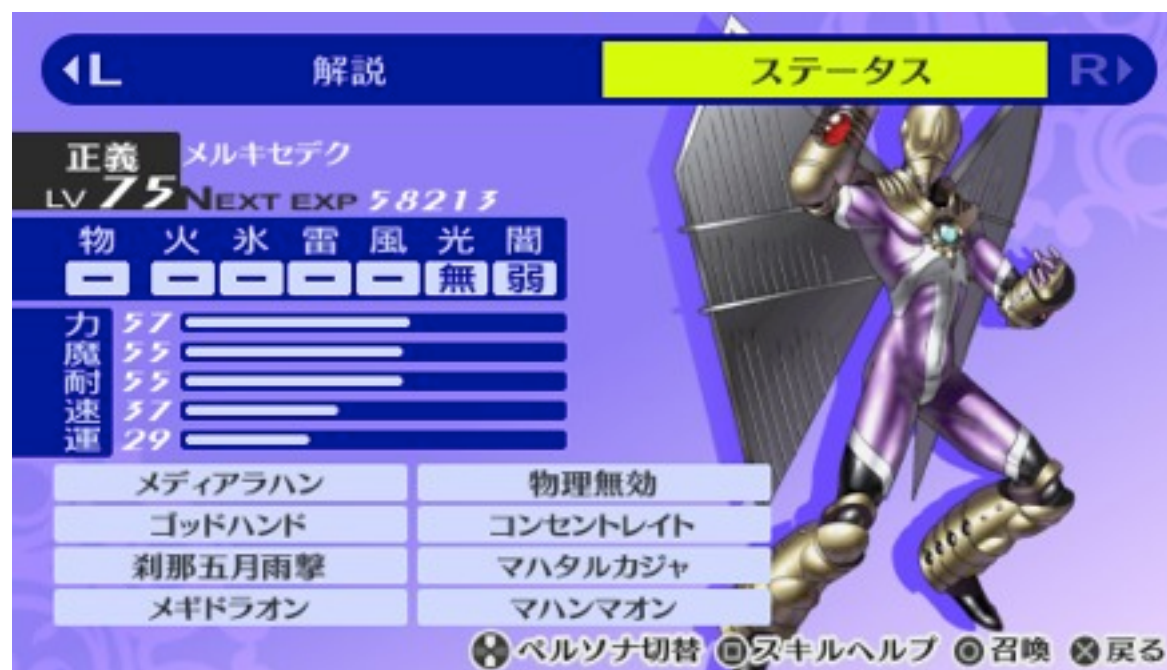 L 解説 ステータス R
正義 メルキセデク
LV 75 NEXT EXP 58213
物 火 氷 雷 風 光 闇
ー ー ー ー ー 無 弱
力 57
魔 55
耐 55
速 37
運 29
メディアラハン 物理無効
ゴッドハンド コンセントレイト
刹那五月雨撃 マハタルカジャ
メギドラオン マハンマオン
ペルソナ切替 スキルヘルプ 召喚 戻る